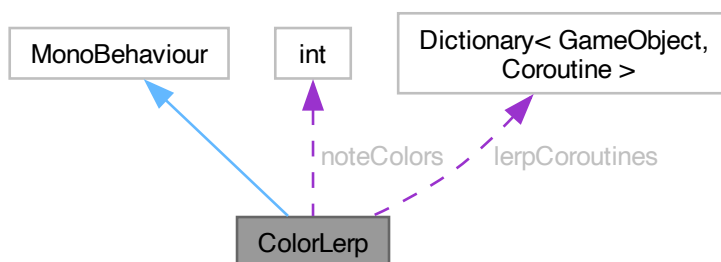 MonoBehaviour
int
Dictionary< GameObject,
Coroutine >
noteColors
lerpCoroutines
ColorLerp